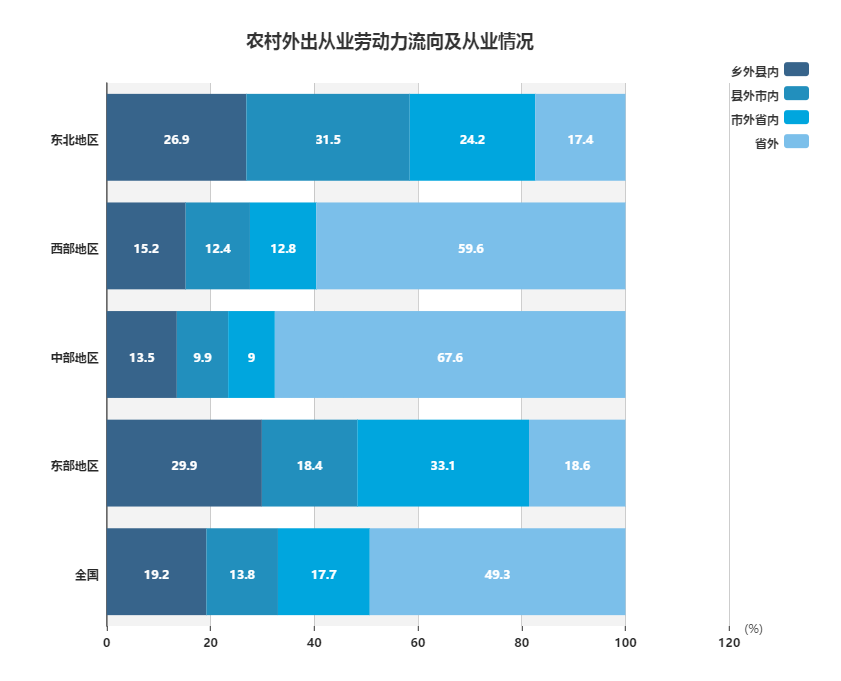 农村外出从业劳动力流向及从业情况
乡外县内
县外市内
市外省内
省外
东北地区 26.9 31.5 24.2 17.4
西部地区 15.2 12.4 12.8 59.6
中部地区 13.5 9.9 9 67.6
东部地区 29.9 18.4 33.1 18.6
全国 19.2 13.8 17.7 49.3
0 20 40 60 80 100 120 (%)